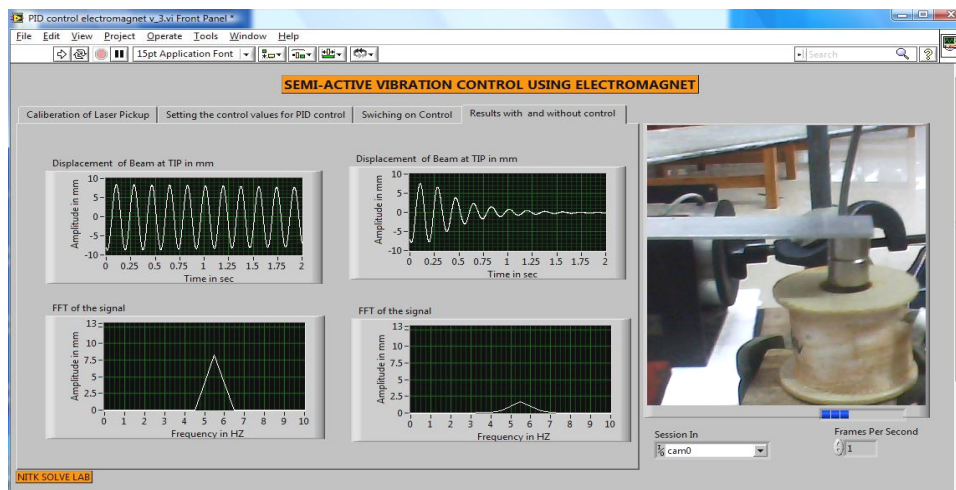 PID control electromagnet v_3.vi Front Panel *
File Edit View Project Operate Tools Window Help
15pt Application Font
Search
SEMI-ACTIVE VIBRATION CONTROL USING ELECTROMAGNET
Caliberation of Laser Pickup
Setting the control values for PID control
Swiching on Control
Results with and without control
Displacement of Beam at TIP in mm
Amplitude in mm
10
5
0
-5
-10
0 0.25 0.5 0.75 1 1.25 1.5 1.75 2
Time in sec
Displacement of Beam at TIP in mm
Amplitude in mm
10
5
0
-5
-10
0 0.25 0.5 0.75 1 1.25 1.5 1.75 2
Time in sec
FFT of the signal
Amplitude in mm
13
10
7.5
5
2.5
0
0 1 2 3 4 5 6 7 8 9 10
Frequency in HZ
FFT of the signal
Amplitude in mm
13
10
7.5
5
2.5
0
0 1 2 3 4 5 6 7 8 9 10
Frequency in HZ
Session In
cam0
Frames Per Second
1
NITK SOLVE LAB